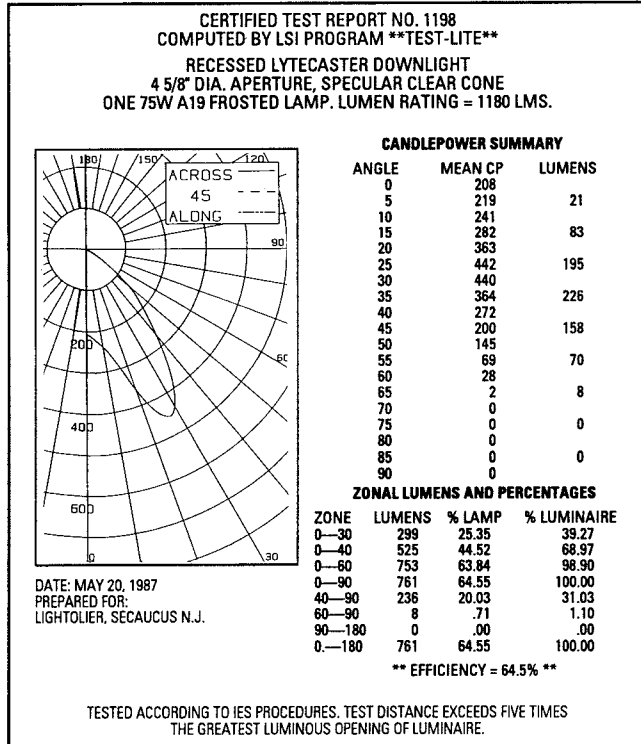 CERTIFIED TEST REPORT NO. 1198
COMPUTED BY LSI PROGRAM **TEST-LITE**
RECESSED LYTECASTER DOWNLIGHT
4 5/8" DIA. APERTURE, SPECULAR CLEAR CONE
ONE 75W A19 FROSTED LAMP. LUMEN RATING = 1180 LMS.
180 150 120
ACROSS
45
ALONG
90
60
200
400
600
0 30
DATE: MAY 20, 1987
PREPARED FOR:
LIGHTOLIER, SECAUCUS N.J.
CANDLEPOWER SUMMARY
ANGLE MEAN CP LUMENS
0 208
5 219 21
10 241
15 282 83
20 363
25 442 195
30 440
35 364 226
40 272
45 200 158
50 145
55 69 70
60 28
65 2 8
70 0
75 0 0
80 0
85 0 0
90 0
ZONAL LUMENS AND PERCENTAGES
ZONE LUMENS % LAMP % LUMINAIRE
0—30 299 25.35 39.27
0—40 525 44.52 68.97
0—60 753 63.84 98.90
0—90 761 64.55 100.00
40—90 236 20.03 31.03
60—90 8 .71 1.10
90—180 0 .00 .00
0.—180 761 64.55 100.00
** EFFICIENCY = 64.5% **
TESTED ACCORDING TO IES PROCEDURES. TEST DISTANCE EXCEEDS FIVE TIMES
THE GREATEST LUMINOUS OPENING OF LUMINAIRE.